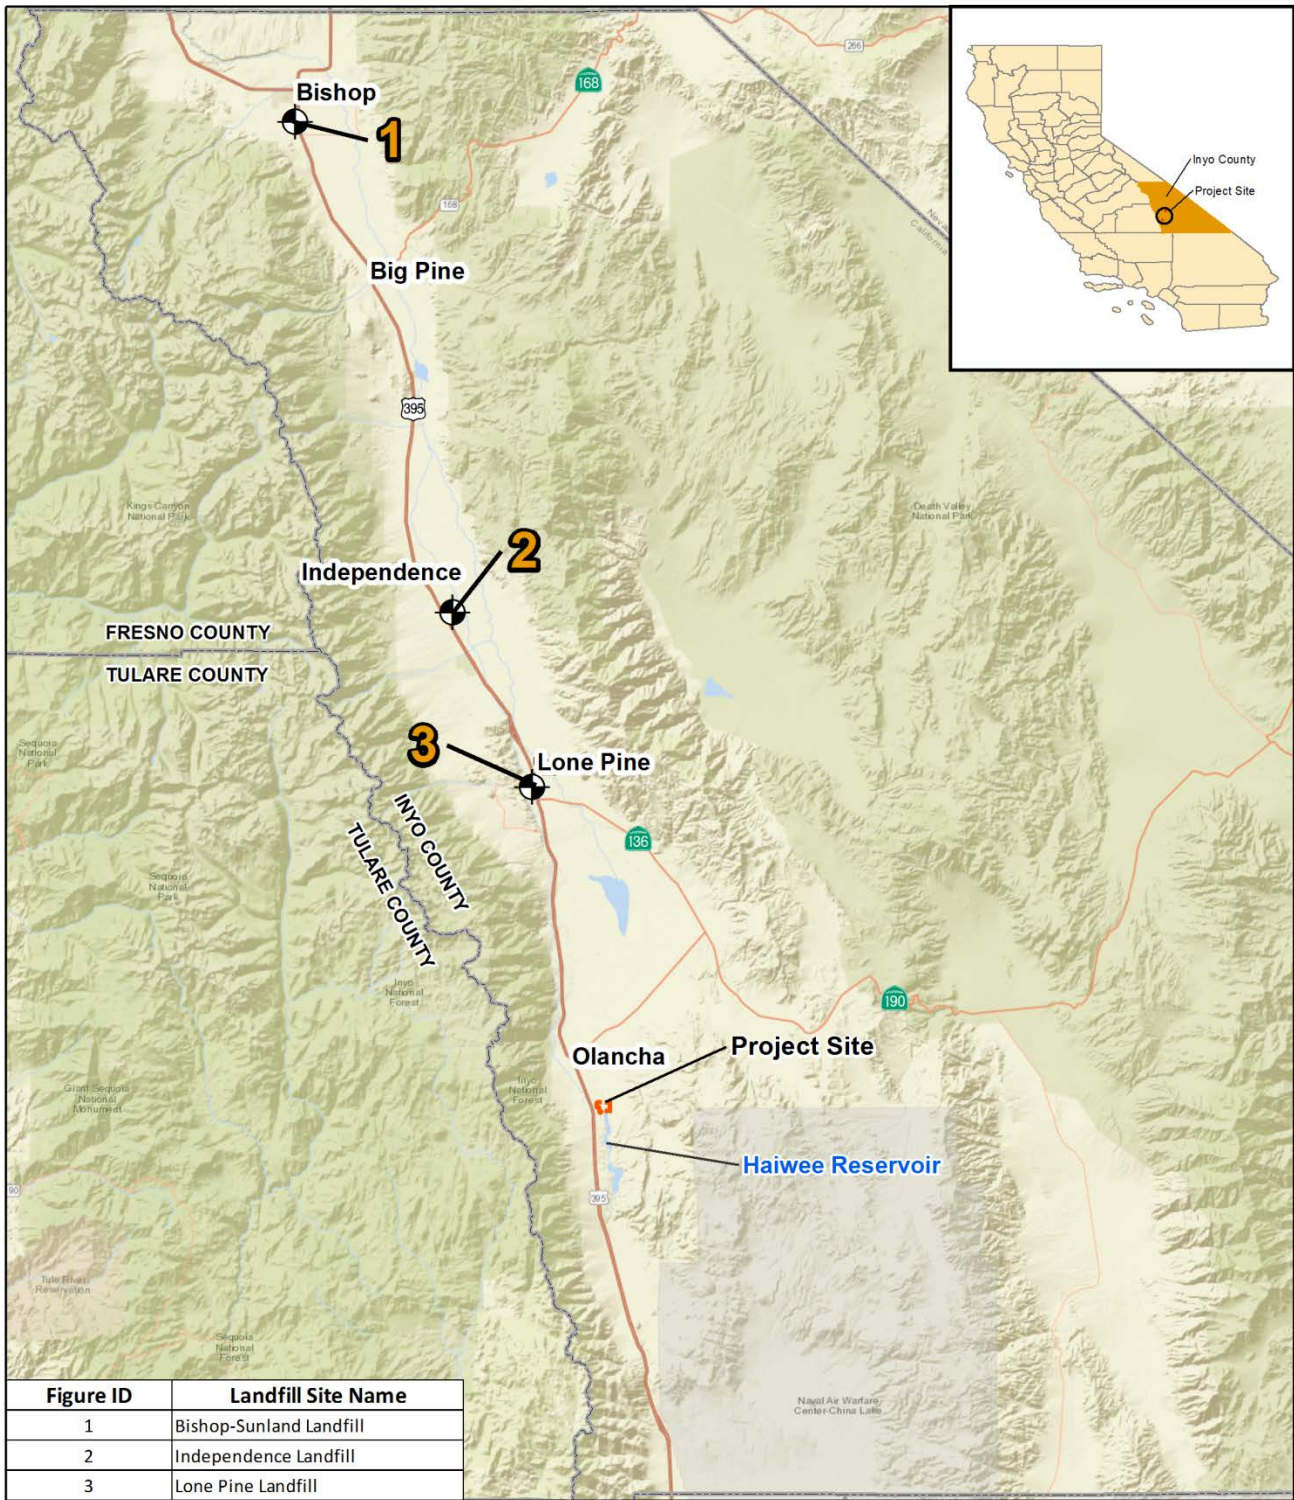 266
168
Bishop
1
Inyo County
Project Site
168
Nevada
California
Big Pine
395
Kings Canyon
National Park
Death Valley
National Park
2
Independence
FRESNO COUNTY
TULARE COUNTY
3
Sequoia
National
Park
Lone Pine
INYO COUNTY
TULARE COUNTY
136
Sequoia
National
Park
Inyo
National
Forest
190
Olancha
Project Site
Giant Sequoia
National
Monument
Inyo
National
Forest
Haiwee Reservoir
90
395
Tule River
Reservation
Sequoia
National
Forest
Naval Air Warfare
Center-China Lake
Figure ID Landfill Site Name
1 Bishop-Sunland Landfill
2 Independence Landfill
3 Lone Pine Landfill